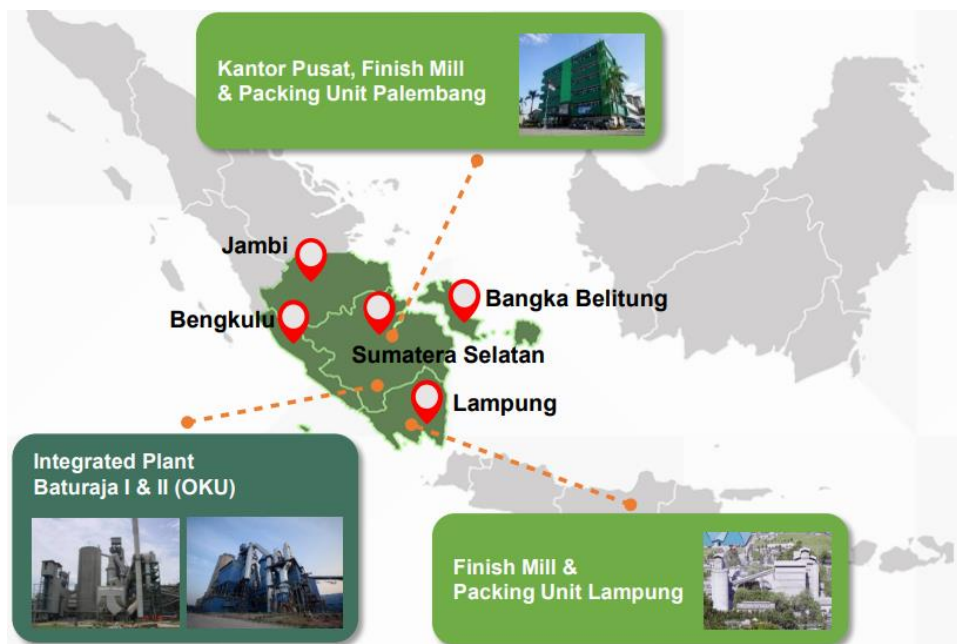 Kantor Pusat, Finish Mill
& Packing Unit Palembang
Jambi
Bengkulu
Bangka Belitung
Sumatera Selatan
Lampung
Integrated Plant
Baturaja I & II (OKU)
Finish Mill &
Packing Unit Lampung